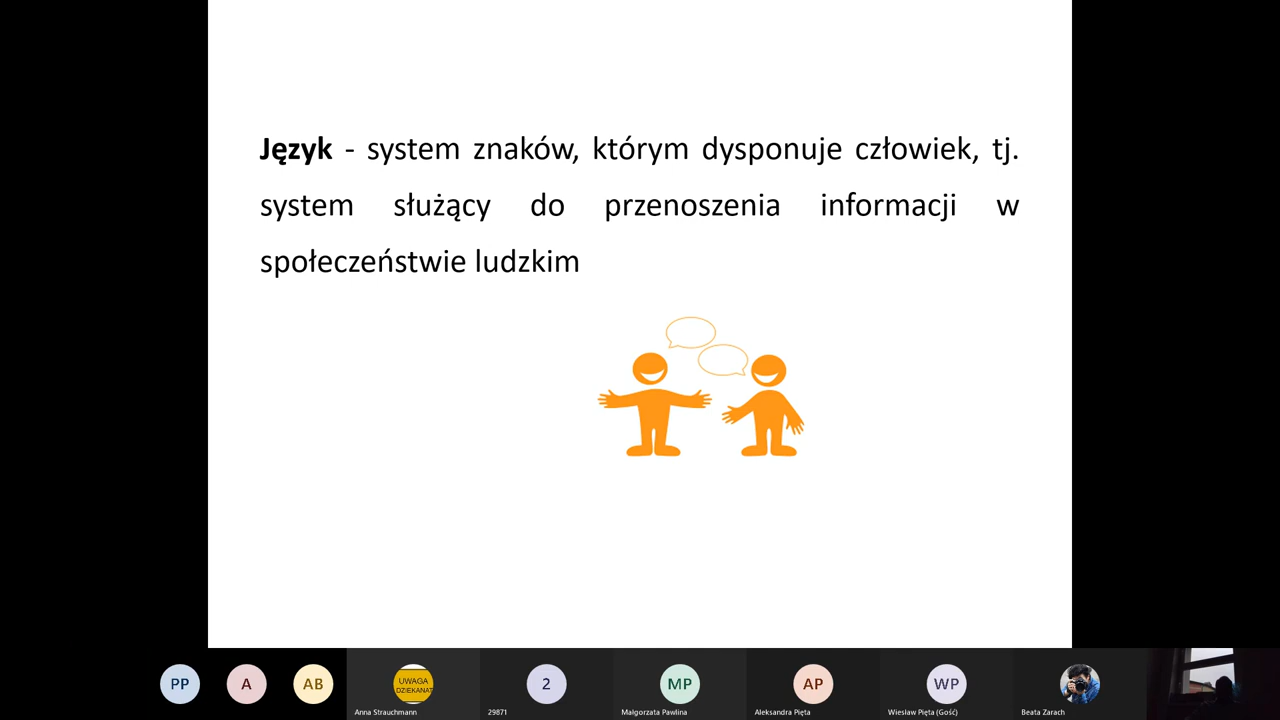 Język - system znaków, którym dysponuje człowiek, tj.
system służący do przenoszenia informacji w
społeczeństwie ludzkim
PP
A
AB
UWAGA
DZIEKANAT
Anna Strauchmann
2
29871
MP
Małgorzata Pawlina
AP
Aleksandra Pięta
WP
Wiesław Pięta (Gość)
Beata Zarach